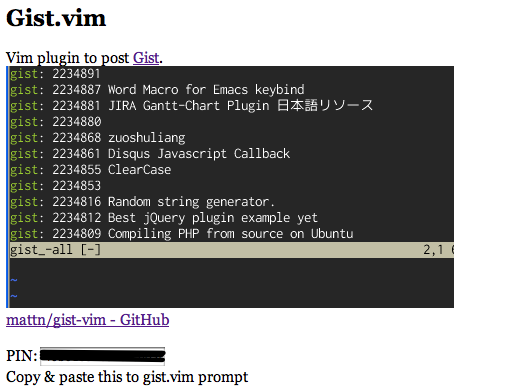 Gist.vim
Vim plugin to post Gist.
gist: 2234891
gist: 2234887 Word Macro for Emacs keybind
gist: 2234881 JIRA Gantt-Chart Plugin 日本語リソース
gist: 2234880
gist: 2234868 zuoshuliang
gist: 2234861 Disqus Javascript Callback
gist: 2234855 ClearCase
gist: 2234853
gist: 2234816 Random string generator.
gist: 2234812 Best jQuery plugin example yet
gist: 2234809 Compiling PHP from source on Ubuntu
gist_-all [-] 2,1
~
~
mattn/gist-vim - GitHub
PIN:
Copy & paste this to gist.vim prompt